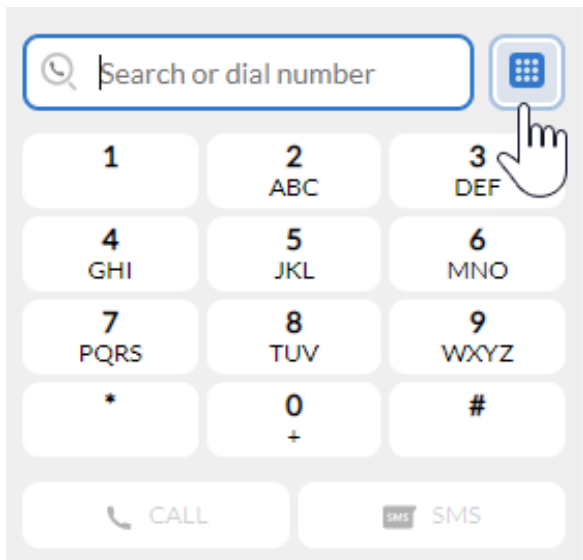 Search or dial number
1 2 3
ABC DEF
4 5 6
GHI JKL MNO
7 8 9
PQRS TUV WXYZ
* 0 #
+
CALL SMS SMS